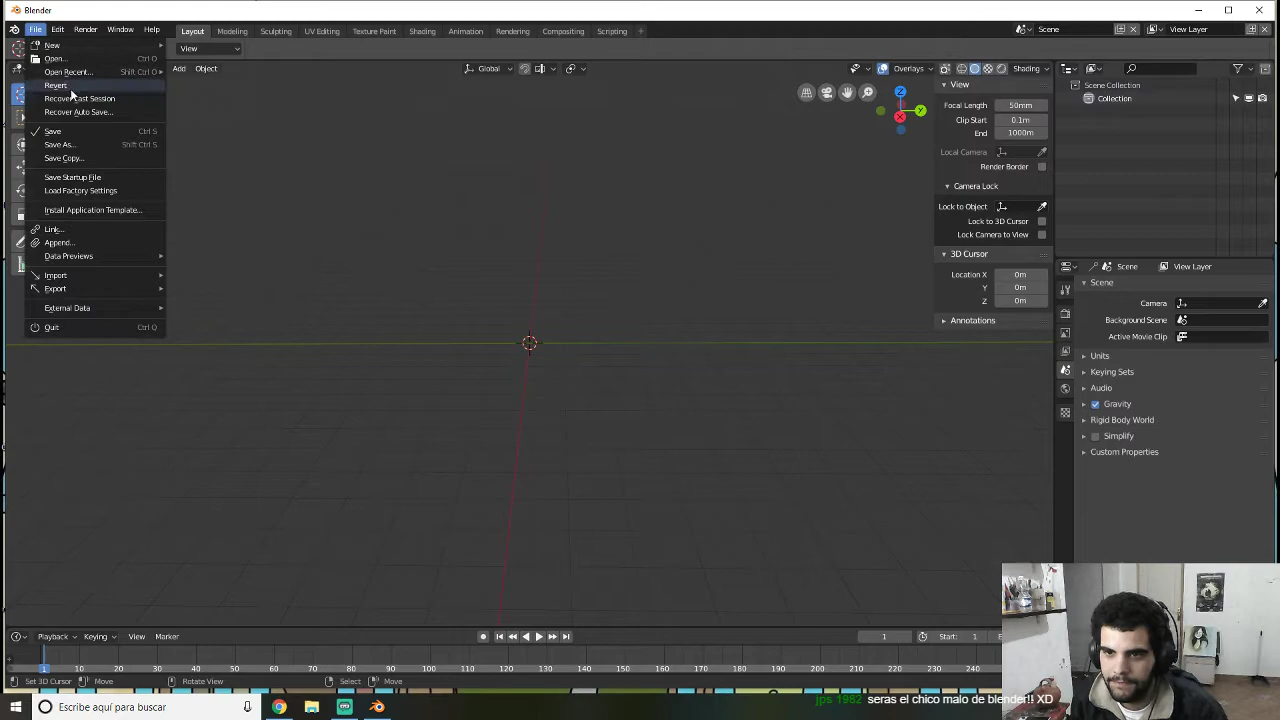 Blender
File Edit Render Window Help
Layout Modeling Sculpting UV Editing Texture Paint Shading Animation Rendering Compositing Scripting
Scene
View Layer
View
Add Object
Global
Overlays
Shading
New
Open... Ctrl O
Open Recent... Shift Ctrl O
Revert
Recover Last Session
Recover Auto Save...
Save Ctrl S
Save As... Shift Ctrl S
Save Copy...
Save Startup File
Load Factory Settings
Install Application Template...
Link...
Append...
Data Previews
Import
Export
External Data
Quit Ctrl Q
Z
Y
X
View
Focal Length 50mm
Clip Start 0.1m
End 1000m
Local Camera
Render Border
Camera Lock
Lock to Object
Lock to 3D Cursor
Lock Camera to View
3D Cursor
Location X 0m
Y 0m
Z 0m
Annotations
Scene Collection
Collection
Scene View Layer
Scene
Camera
Background Scene
Active Movie Clip
Units
Keying Sets
Audio
Gravity
Rigid Body World
Simplify
Custom Properties
Playback Keying View Marker
1
Start: 1
1 10 20 30 40 50 60 70 80 90 100 110 120 130 140 150 160 170 180 190 200 210 220 230 240
Set 3D Cursor Move Rotate View Select Move
Escribe aquí para buscar
jps 1982 seras el chico malo de blender!! XD